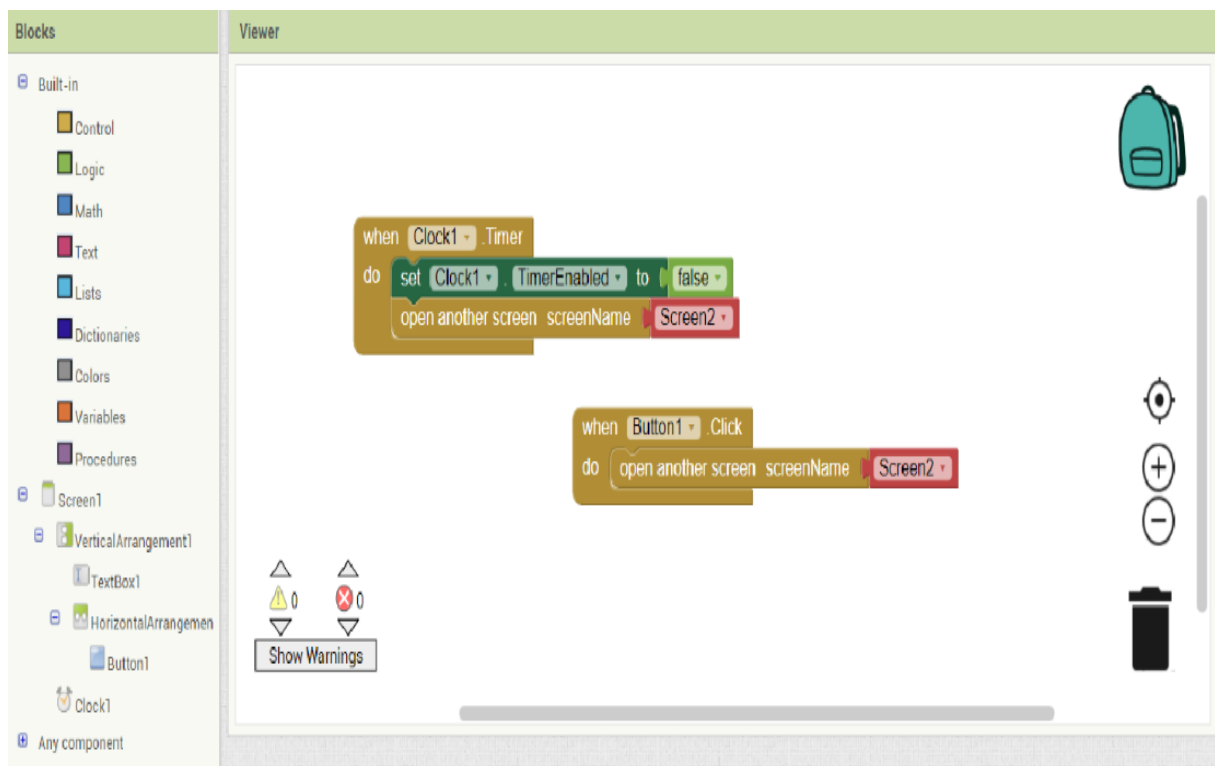 Blocks
Viewer
Built-in
Control
Logic
Math
Text
Lists
Dictionaries
Colors
Variables
Procedures
Screen1
VerticalArrangement1
TextBox1
HorizontalArrangemen
Button1
Clock1
Any component
when Clock1 .Timer
do set Clock1 . TimerEnabled to false
open another screen screenName Screen2
when Button1 .Click
do open another screen screenName Screen2
0 0
Show Warnings